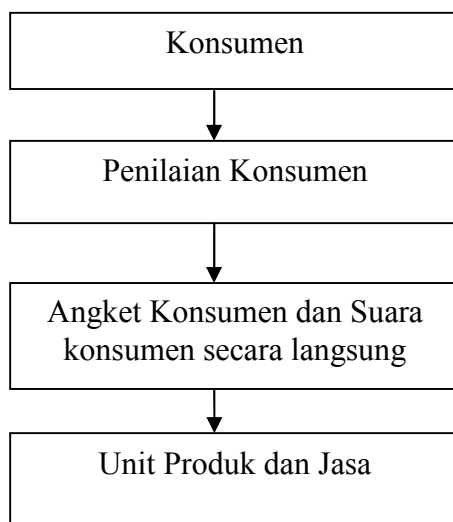 Konsumen
Penilaian Konsumen
Angket Konsumen dan Suara
konsumen secara langsung
Unit Produk dan Jasa